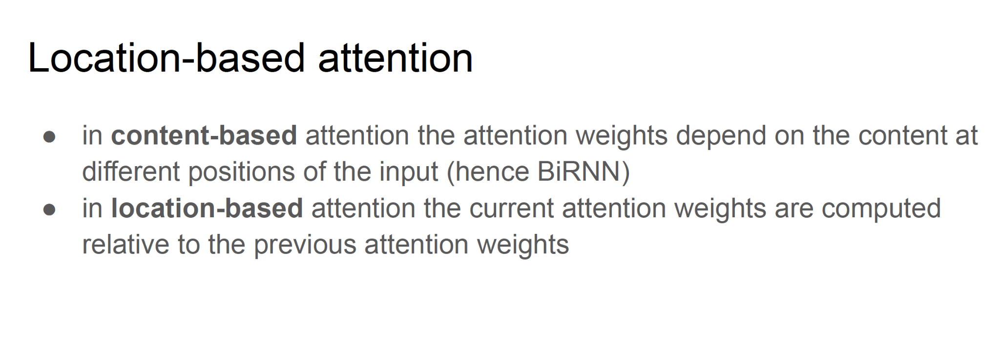 Location-based attention
● in content-based attention the attention weights depend on the content at
different positions of the input (hence BiRNN)
● in location-based attention the current attention weights are computed
relative to the previous attention weights